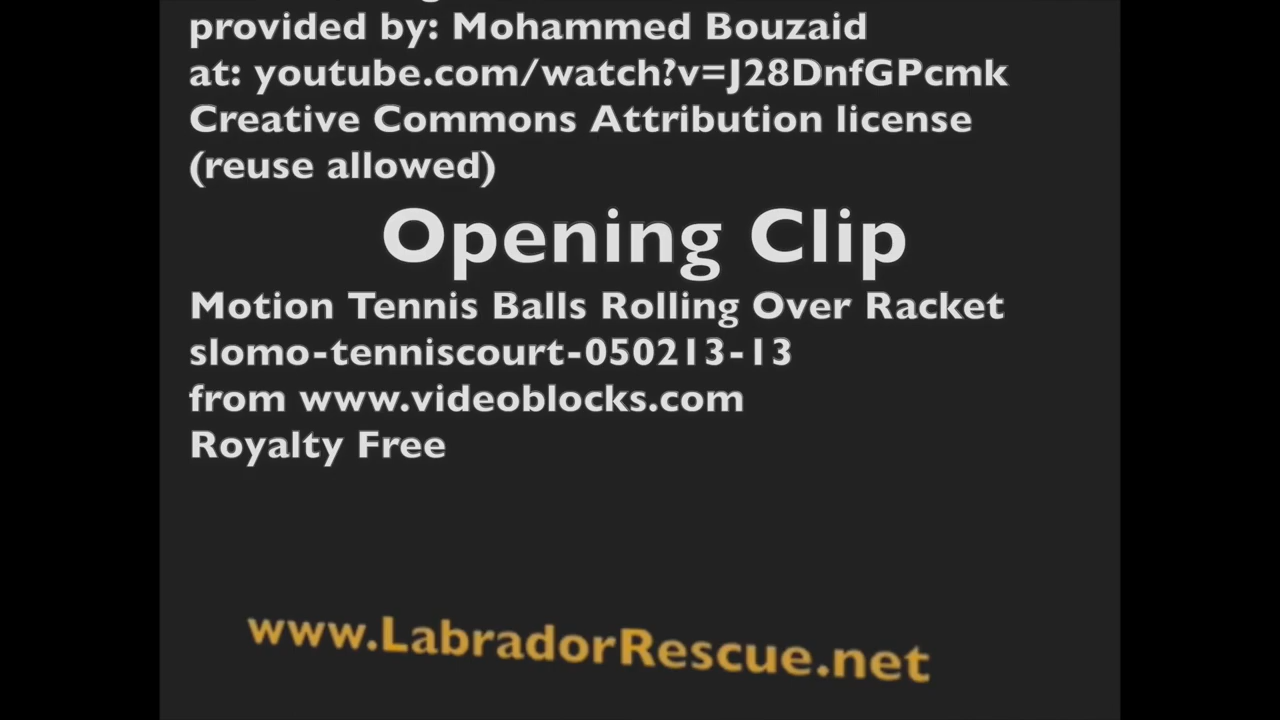 provided by: Mohammed Bouzaid
at: youtube.com/watch?v=J28DnfGPcmk
Creative Commons Attribution license
(reuse allowed)
Opening Clip
Motion Tennis Balls Rolling Over Racket
slomo-tenniscourt-050213-13
from www.videoblocks.com
Royalty Free
www.LabradorRescue.net